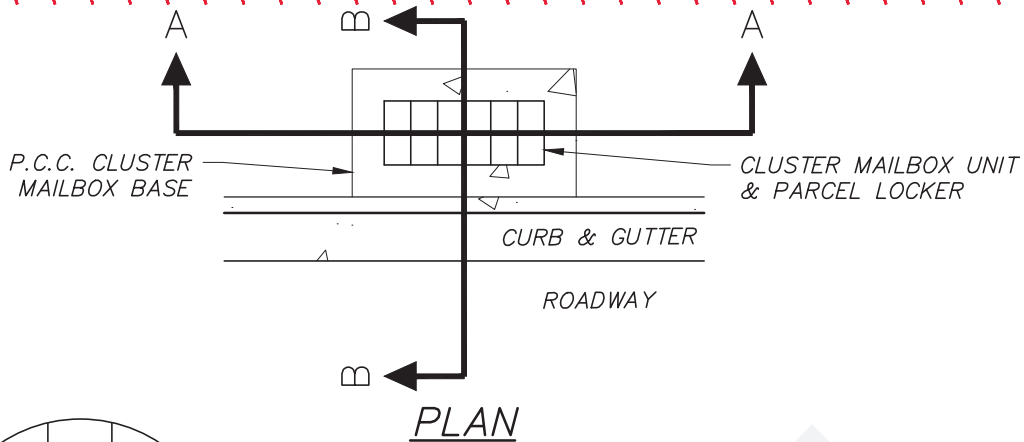 A
B
A
P.C.C. CLUSTER
MAILBOX BASE
CLUSTER MAILBOX UNIT
& PARCEL LOCKER
CURB & GUTTER
ROADWAY
B
PLAN